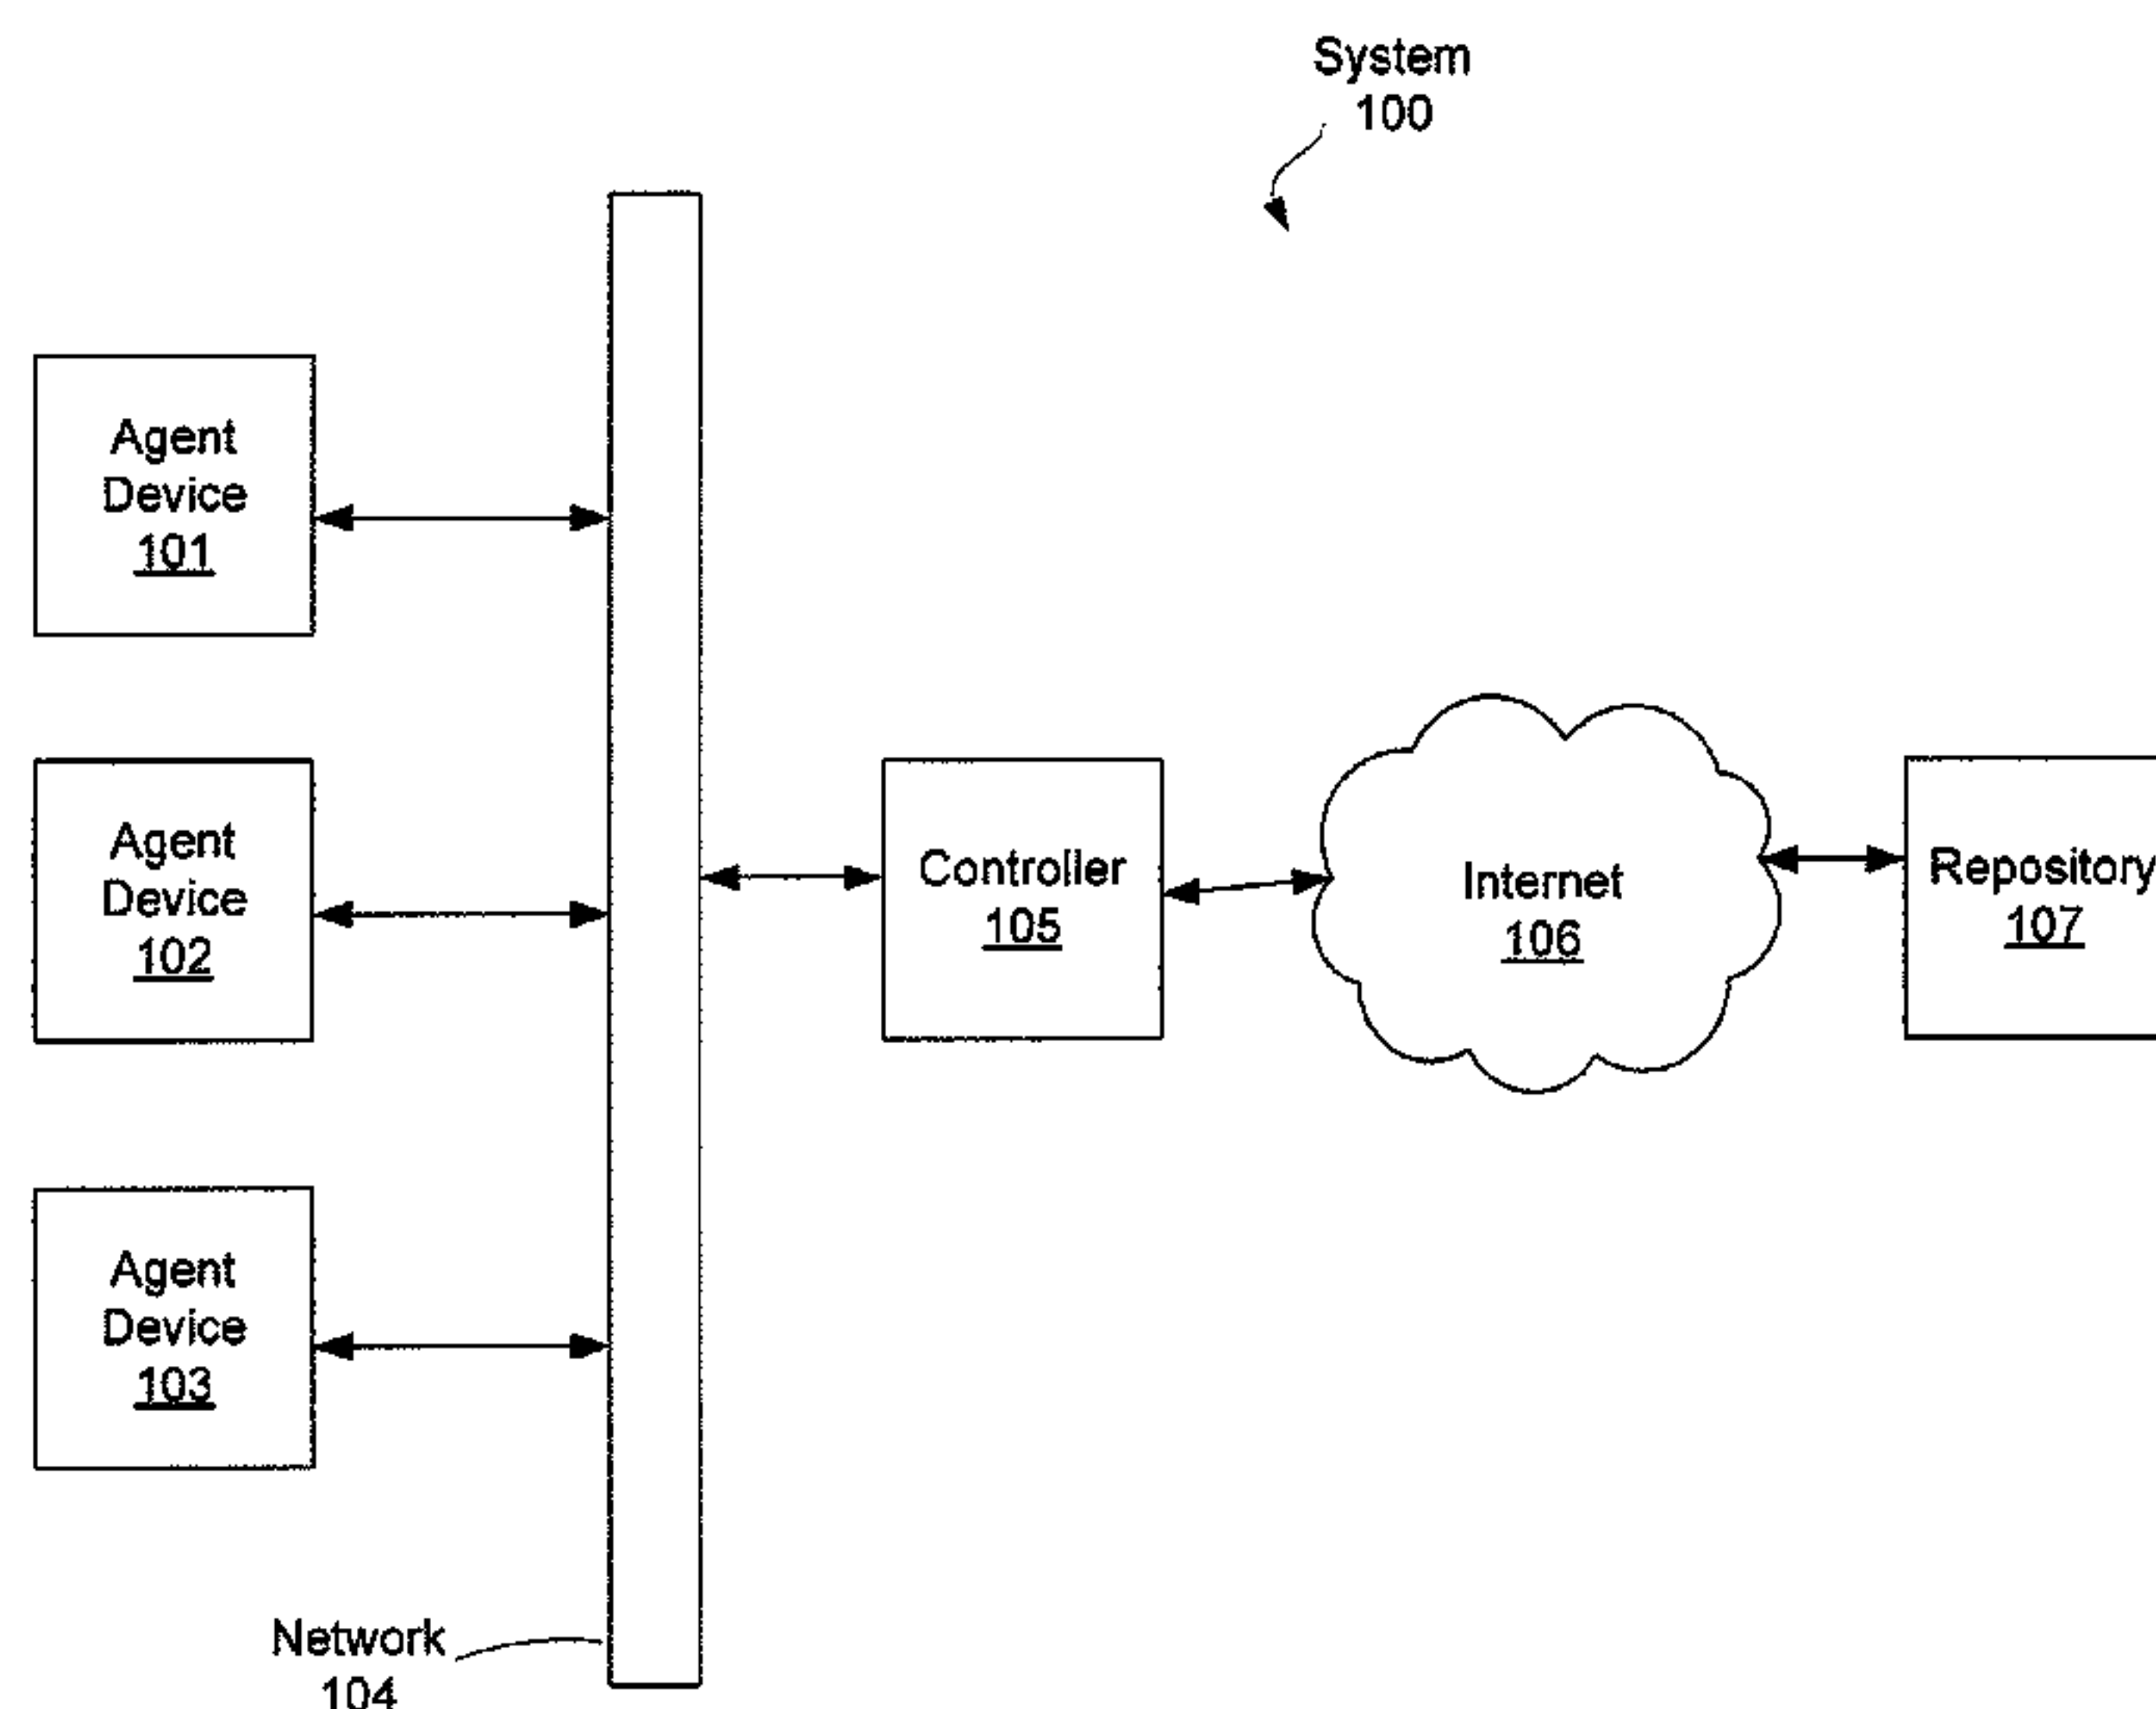 System
100
Agent
Device
101
Agent
Device
102
Controller
105
Internet
106
Repository
107
Agent
Device
103
Network
104